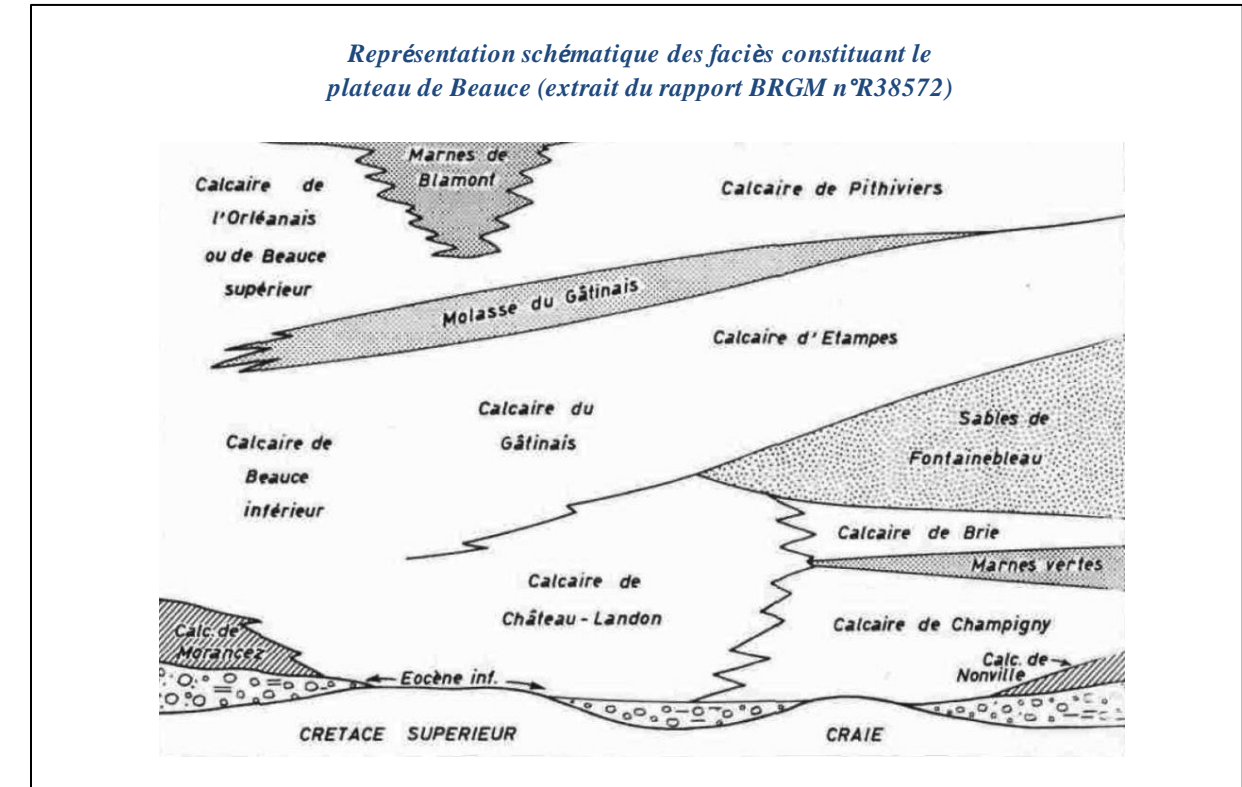 Représentation schématique des faciès constituant le
plateau de Beauce (extrait du rapport BRGM n°R38572)
Marnes de
Blamont
Calcaire de
l'Orléanais
ou de Beauce
supérieur
Calcaire de Pithiviers
Molasse du Gâtinais
Calcaire d'Etampes
Calcaire du
Gâtinais
Sables de
Fontainebleau
Calcaire de
Beauce
inférieur
Calcaire de Brie
Marnes vertes
Calcaire de
Château-Landon
Calcaire de Champigny
Calc. de
Morancez
Calc. de
Nonville
Eocène inf.
CRETACE SUPERIEUR
CRAIE